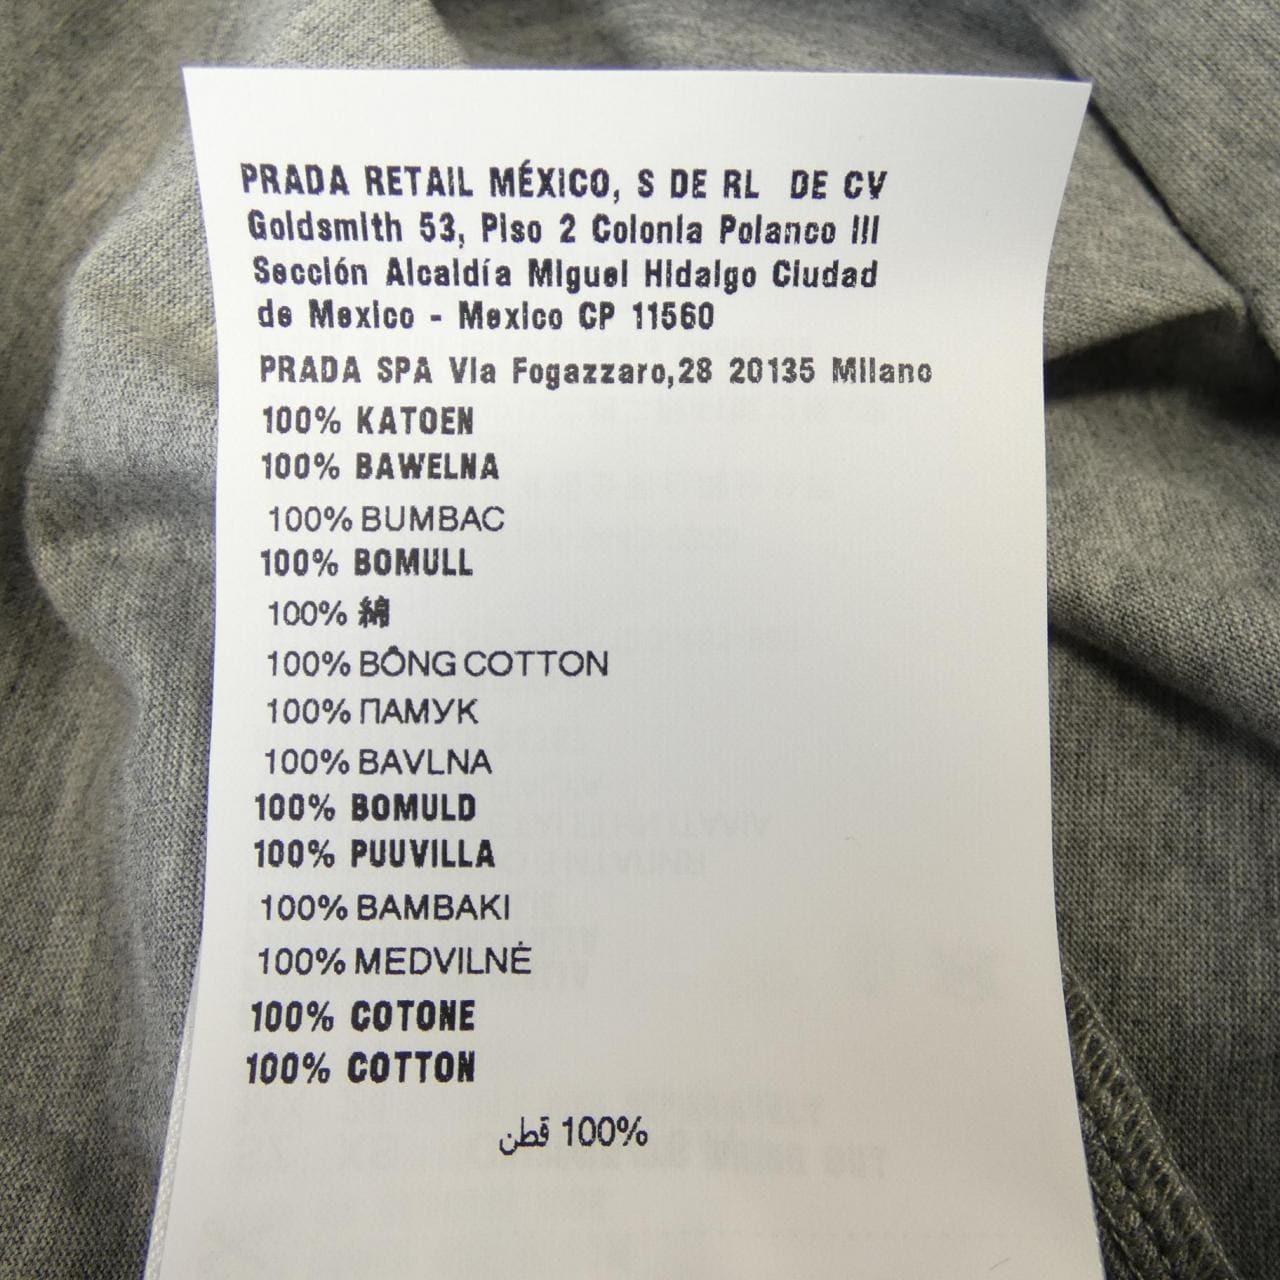 PRADA RETAIL MÉXICO, S DE RL DE CV
Goldsmith 53, Piso 2 Colonia Polanco III
Sección Alcaldía Miguel Hidalgo Ciudad
de Mexico - Mexico CP 11560
PRADA SPA Via Fogazzaro,28 20135 Milano
100% KATOEN
100% BAWELNA
100% BUMBAC
100% BOMULL
100% 綿
100% BÔNG COTTON
100% ПАМУК
100% BAVLNA
100% BOMULD
100% PUUVILLA
100% BAMBAKI
100% MEDVILNĖ
100% COTONE
100% COTTON
100% قطن